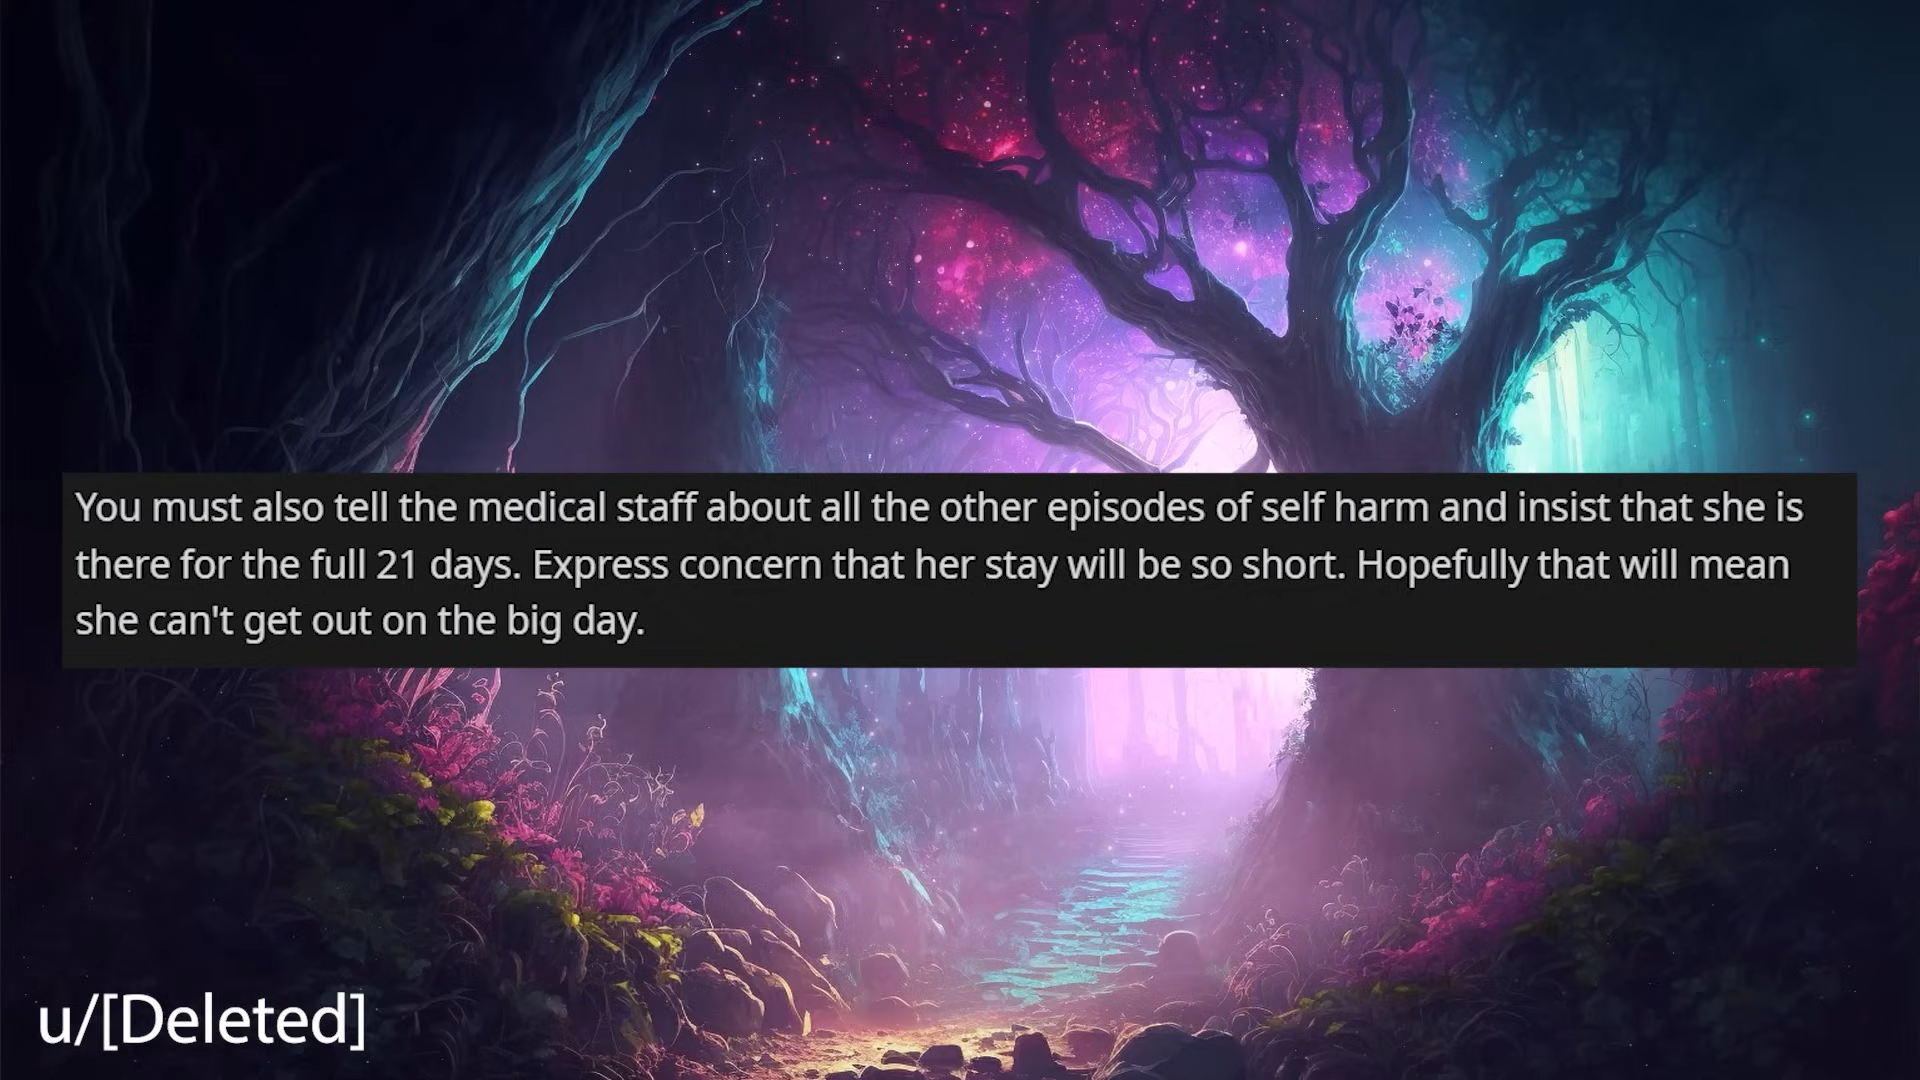 You must also tell the medical staff about all the other episodes of self harm and insist that she is
there for the full 21 days. Express concern that her stay will be so short. Hopefully that will mean
she can't get out on the big day.
u/[Deleted]